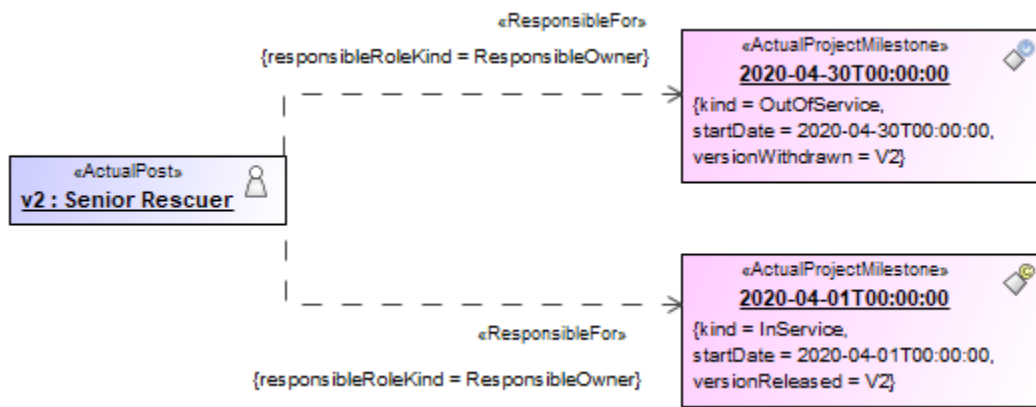 «ResponsibleFor»
{responsibleRoleKind = ResponsibleOwner}
«ActualProjectMilestone»
2020-04-30T00:00:00
{kind = OutOfService,
startDate = 2020-04-30T00:00:00,
versionWithdrawn = V2}
«ActualPost»
v2 : Senior Rescuer
«ActualProjectMilestone»
2020-04-01T00:00:00
{kind = InService,
startDate = 2020-04-01T00:00:00,
versionReleased = V2}
«ResponsibleFor»
{responsibleRoleKind = ResponsibleOwner}